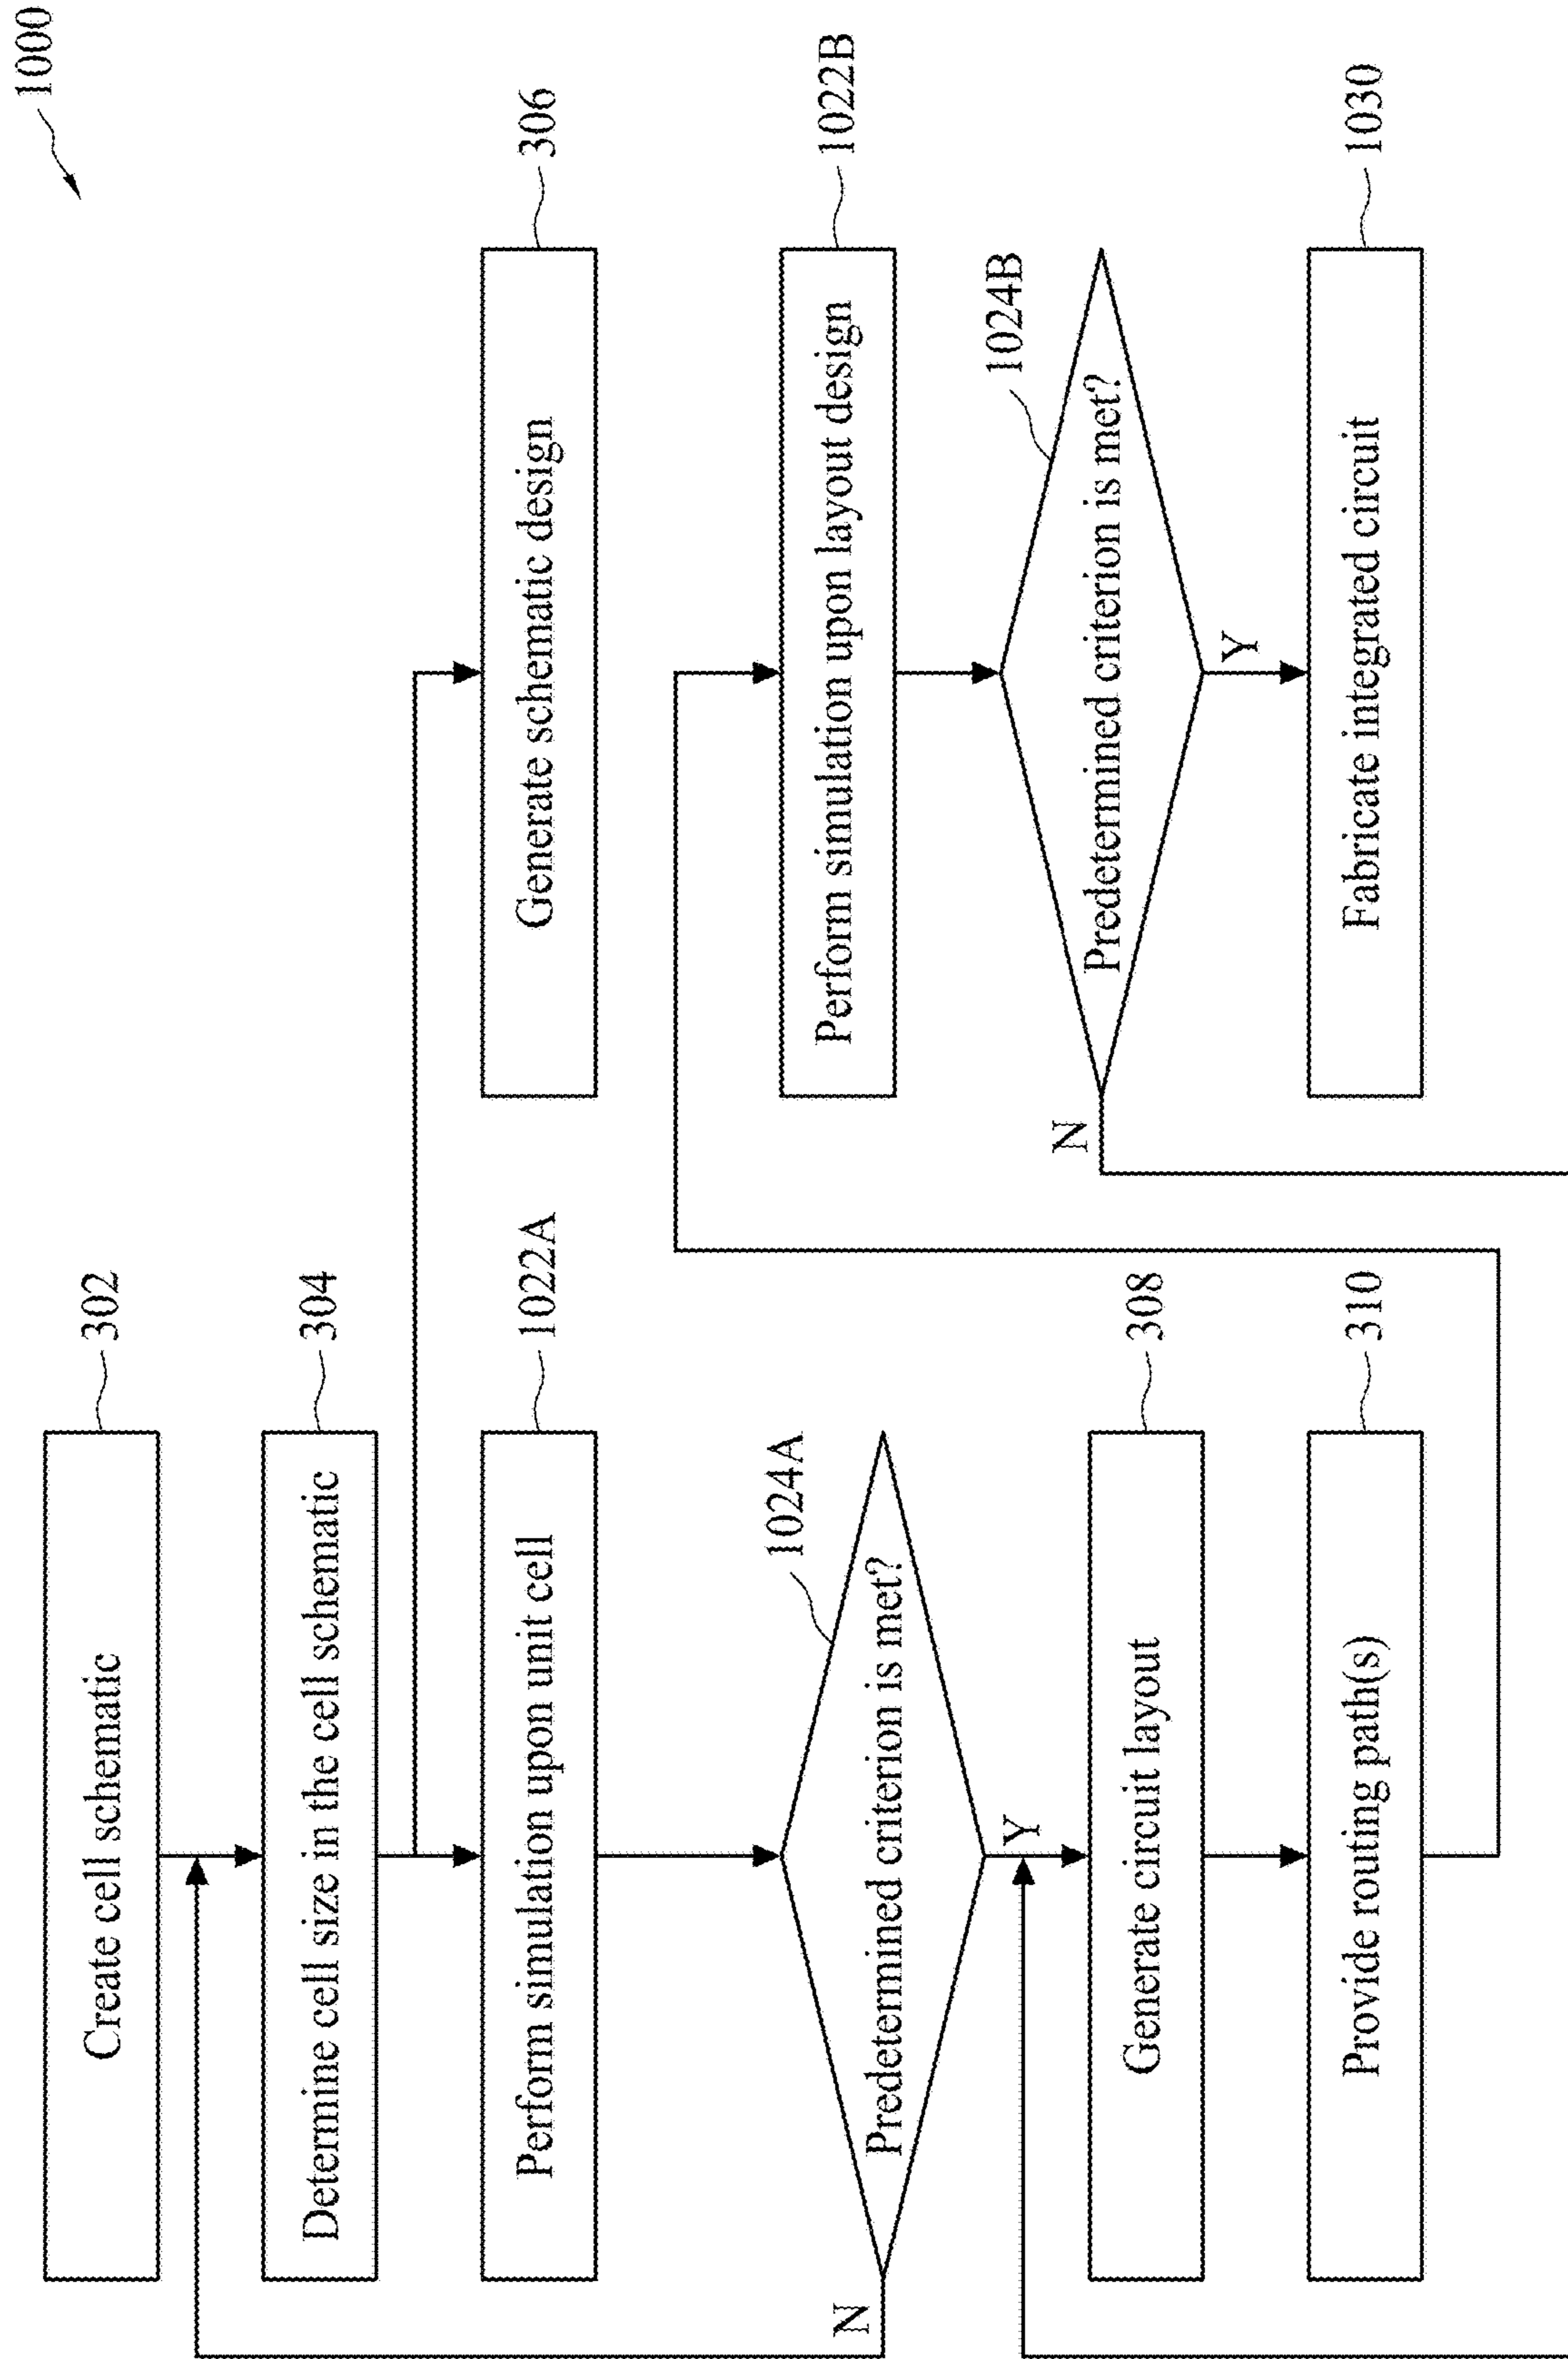 1000
Create cell schematic
302
Determine cell size in the cell schematic
304
Perform simulation upon unit cell
1022A
Generate schematic design
306
1024A
Predetermined criterion is met?
N
Y
Generate circuit layout
308
Provide routing path(s)
310
Perform simulation upon layout design
1022B
1024B
Predetermined criterion is met?
N
Y
Fabricate integrated circuit
1030